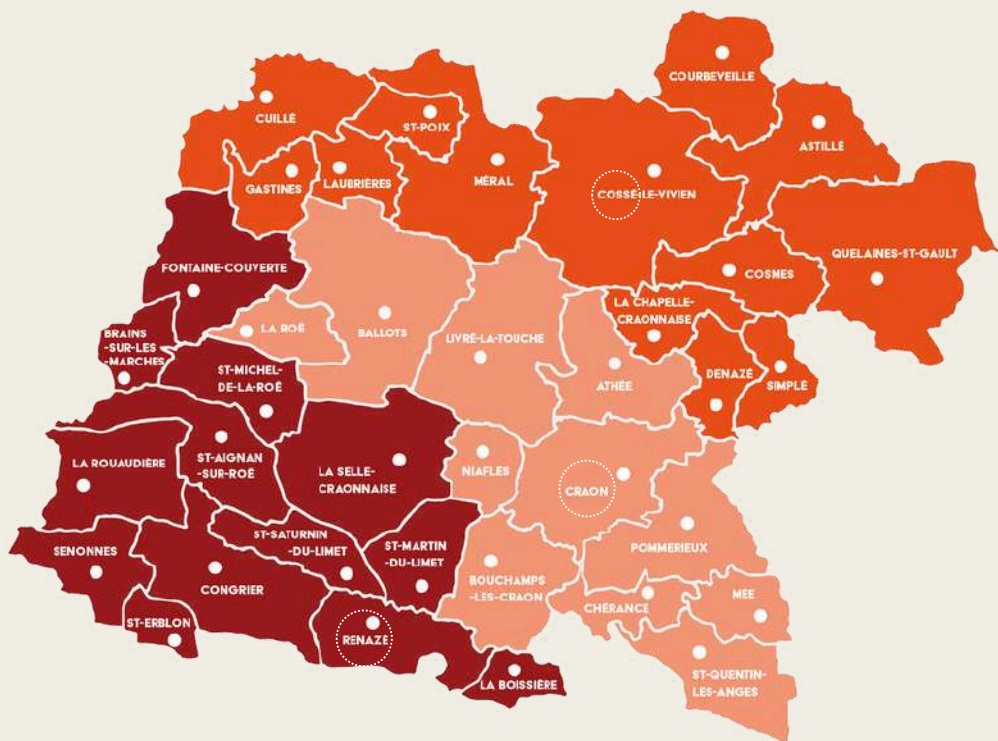 COURBEVEILLE
CUILLÉ
ST-POIX
ASTILLÉ
GASTINES
LAUBRIÈRES
MÉRAL
COSSÉ-LE-VIVIEN
QUELAINES-ST-GAULT
FONTAINE-COUVERTE
COSMES
LA CHAPELLE-
CRAONNAISE
LA ROË
BALLOTS
LIVRÉ-LA-TOUCHE
BRAINS
-SUR-LES
-MARCHES
ST-MICHEL-
DE-LA-ROË
ATHÉE
DENAZÉ
SIMPLÉ
LA ROUAUDIÈRE
ST-AIGNAN
-SUR-ROË
LA SELLE-
CRAONNAISE
NIAFLES
CRAON
ST-SATURNIN
-DU-LIMET
ST-MARTIN
-DU-LIMET
SENONNES
CONGRIER
POMMERIEUX
BOUCHAMPS
-LÈS-CRAON
CHÉRANCÉ
MÉE
ST-ERBLON
RENAZÉ
LA BOISSIÈRE
ST-QUENTIN-
LES-ANGES